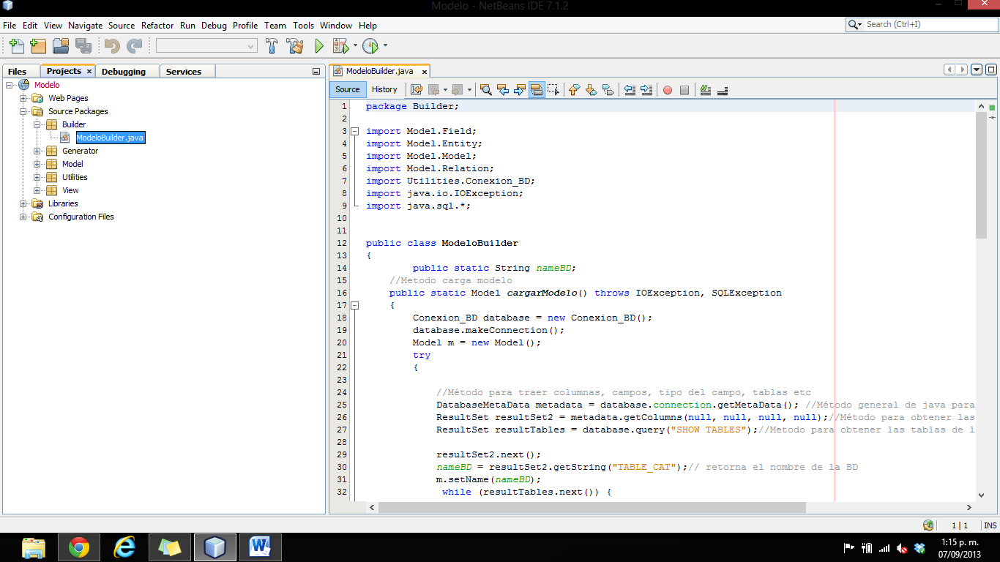 Modelo - NetBeans IDE 7.1.2
File Edit View Navigate Source Refactor Run Debug Profile Team Tools Window Help
Search (Ctrl+I)
Files Projects Debugging Services
ModeloBuilder.java
Modelo
Web Pages
Source Packages
Builder
ModeloBuilder.java
Generator
Model
Utilities
View
Libraries
Configuration Files
Source History
1 package Builder;
2
3 import Model.Field;
4 import Model.Entity;
5 import Model.Model;
6 import Model.Relation;
7 import Utilities.Conexion_BD;
8 import java.io.IOException;
9 import java.sql.*;
10
11
12 public class ModeloBuilder
13 {
14 public static String nameBD;
15 //Metodo carga modelo
16 public static Model cargarModelo() throws IOException, SQLException
17 {
18 Conexion_BD database = new Conexion_BD();
19 database.makeConnection();
20 Model m = new Model();
21 try
22 {
23
24 //Método para traer columnas, campos, tipo del campo, tablas etc
25 DatabaseMetaData metadata = database.connection.getMetaData(); //Método general de java para
26 ResultSet resultSet2 = metadata.getColumns(null, null, null, null);//Método para obtener las
27 ResultSet resultTables = database.query("SHOW TABLES");//Metodo para obtener las tablas de l
28
29 resultSet2.next();
30 nameBD = resultSet2.getString("TABLE_CAT");// retorna el nombre de la BD
31 m.setName(nameBD);
32 while (resultTables.next()) {
1 | 1 INS
1:15 p. m.
07/09/2013